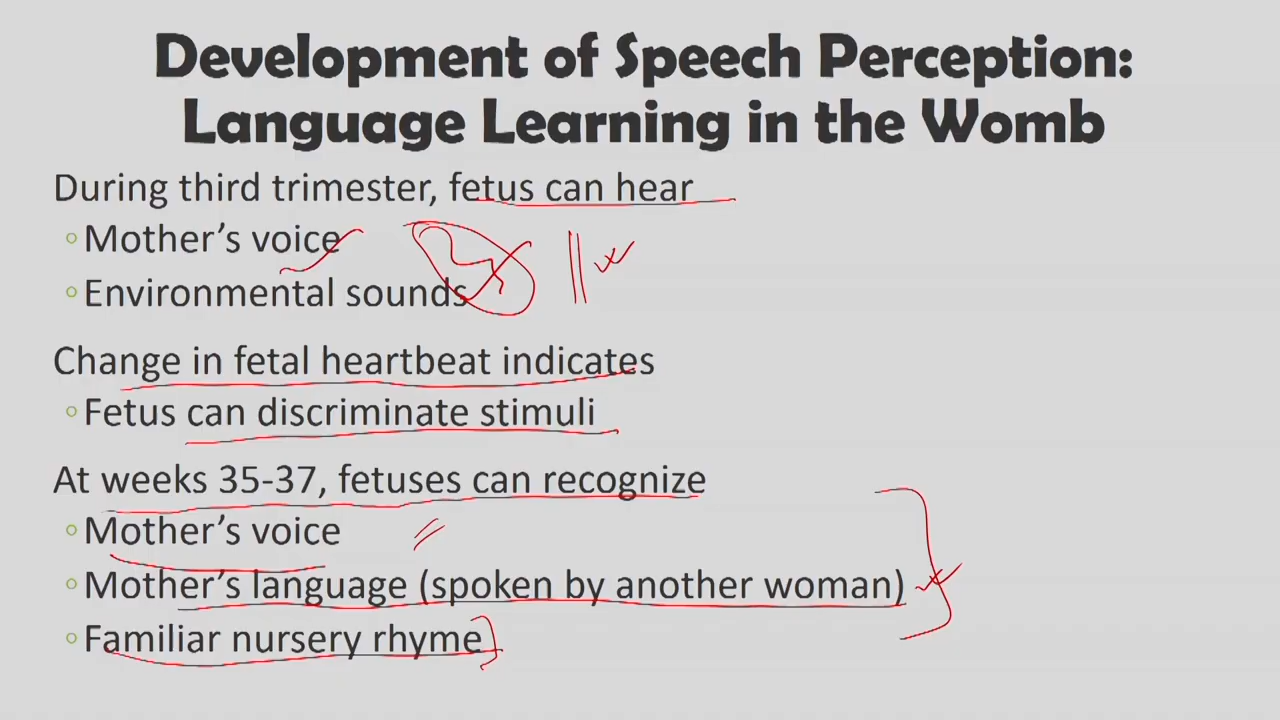 Development of Speech Perception:
Language Learning in the Womb
During third trimester, fetus can hear
◦Mother's voice
◦Environmental sounds
Change in fetal heartbeat indicates
◦Fetus can discriminate stimuli
At weeks 35-37, fetuses can recognize
◦Mother's voice
◦Mother's language (spoken by another woman)
◦Familiar nursery rhyme